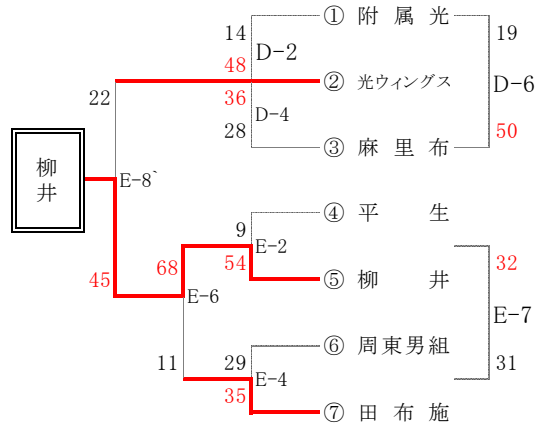 14
① 附属光
19
D-2
48
② 光ウィングス
D-6
22
36
D-4
28
③ 麻里布
50
柳井
E-8`
④ 平生
9
E-2
68
54
32
45
⑤ 柳井
E-6
E-7
⑥ 周東男組
11
29
31
E-4
35
⑦ 田布施